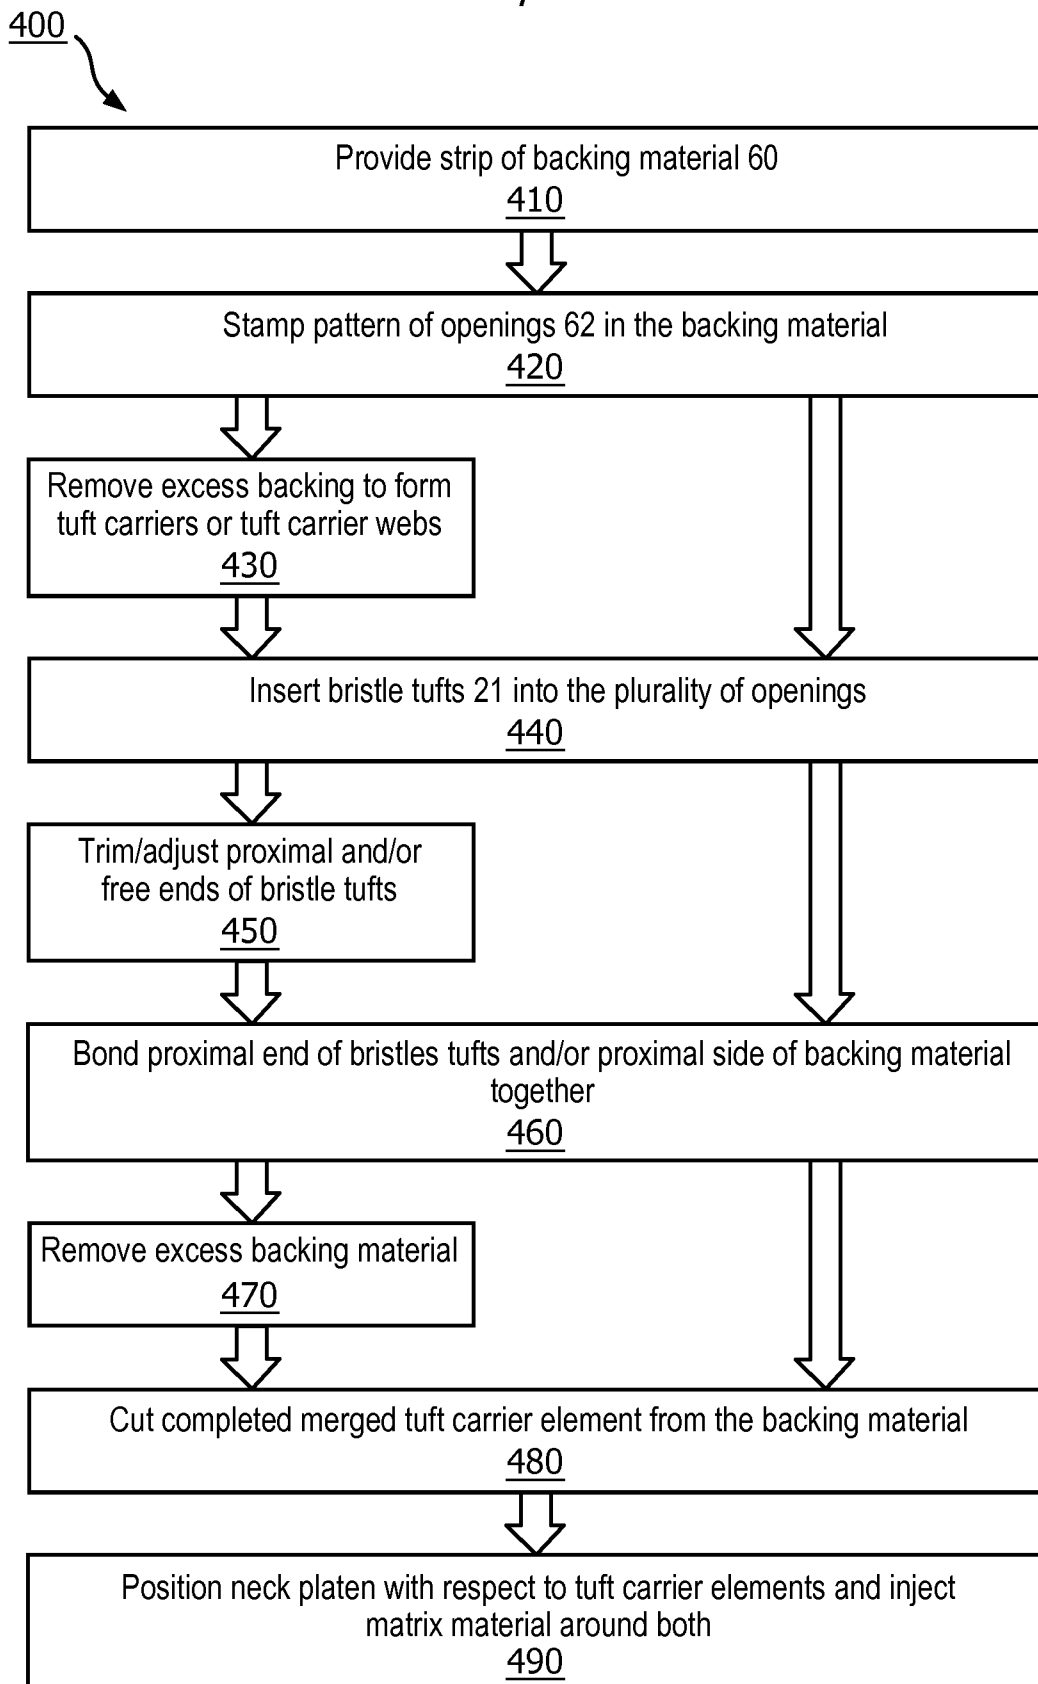 400
Provide strip of backing material 60
410
Stamp pattern of openings 62 in the backing material
420
Remove excess backing to form
tuft carriers or tuft carrier webs
430
Insert bristle tufts 21 into the plurality of openings
440
Trim/adjust proximal and/or
free ends of bristle tufts
450
Bond proximal end of bristles tufts and/or proximal side of backing material
together
460
Remove excess backing material
470
Cut completed merged tuft carrier element from the backing material
480
Position neck platen with respect to tuft carrier elements and inject
matrix material around both
490